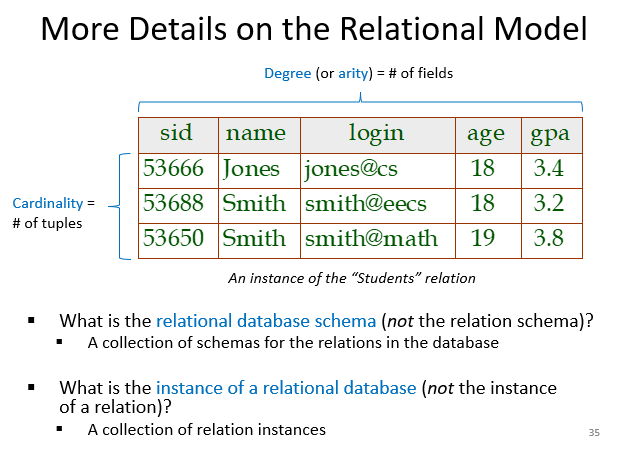 More Details on the Relational Model
Degree (or arity) = # of fields
sid name login age gpa
53666 Jones jones@cs 18 3.4
53688 Smith smith@eecs 18 3.2
53650 Smith smith@math 19 3.8
Cardinality =
# of tuples
An instance of the “Students” relation
▪ What is the relational database schema (not the relation schema)?
▪ A collection of schemas for the relations in the database
▪ What is the instance of a relational database (not the instance
of a relation)?
▪ A collection of relation instances
35